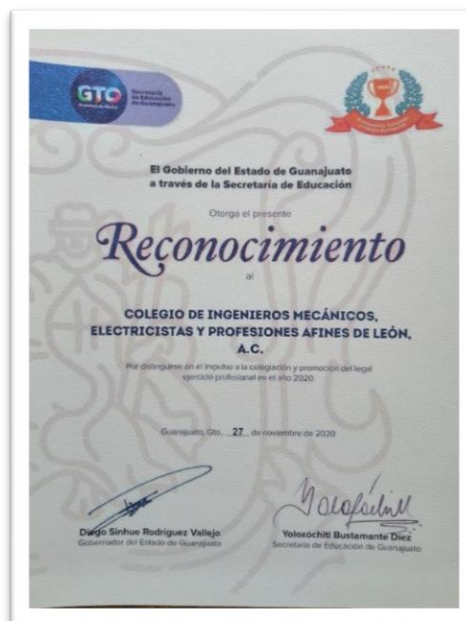 GTO
Secretaría
de Educación
de Guanajuato
El Gobierno del Estado de Guanajuato
a través de la Secretaría de Educación
Otorga el presente
Reconocimiento
al
COLEGIO DE INGENIEROS MECÁNICOS,
ELECTRICISTAS Y PROFESIONES AFINES DE LEÓN,
A.C.
Por distinguirse en el impulso a la colegiación y promoción del legal
ejercicio profesional en el año 2020.
Guanajuato, Gto., 27 de noviembre de 2020
Diego Sinhue Rodríguez Vallejo
Gobernador del Estado de Guanajuato
Yoloxóchitl Bustamante Díez
Secretaria de Educación de Guanajuato